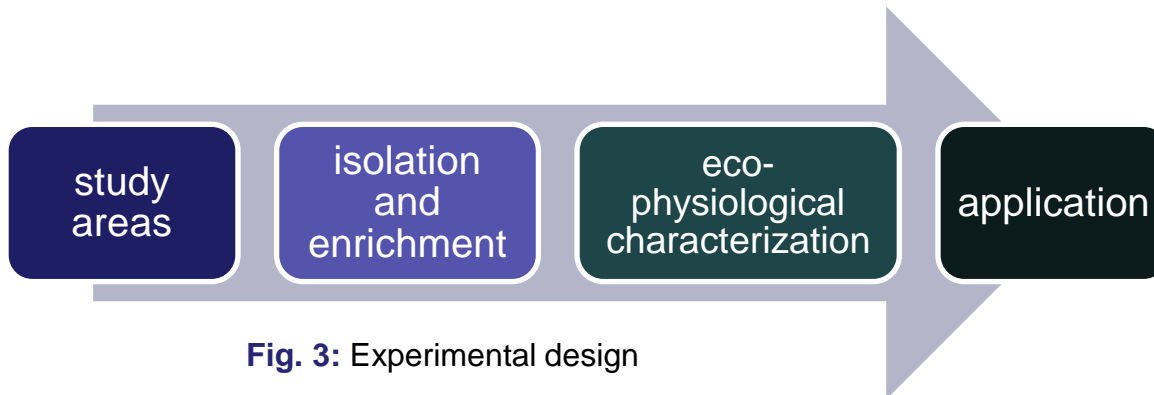 study
areas
isolation
and
enrichment
eco-
physiological
characterization
application
Fig. 3: Experimental design